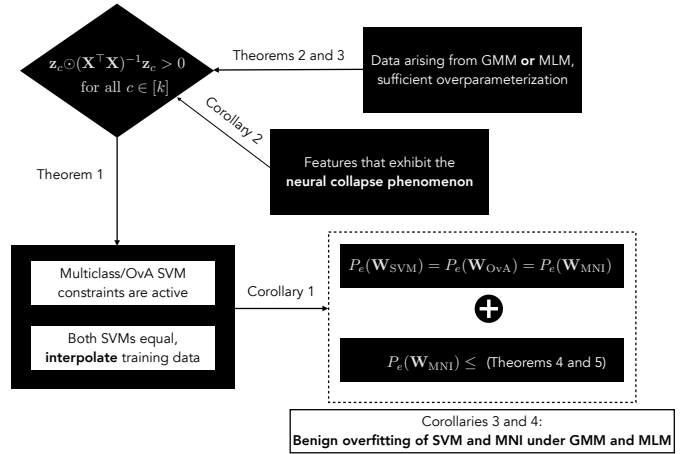 𝐳_c⊙(𝐗^⊤𝐗)^{-1}𝐳_c > 0
for all c ∈ [k]
Theorems 2 and 3
Data arising from GMM or MLM,
sufficient overparameterization
Corollary 2
Features that exhibit the
neural collapse phenomenon
Theorem 1
Multiclass/OvA SVM
constraints are active
Both SVMs equal,
interpolate training data
Corollary 1
P_e(𝐖_SVM) = P_e(𝐖_OvA) = P_e(𝐖_MNI)
+
P_e(𝐖_MNI) ≤ (Theorems 4 and 5)
Corollaries 3 and 4:
Benign overfitting of SVM and MNI under GMM and MLM